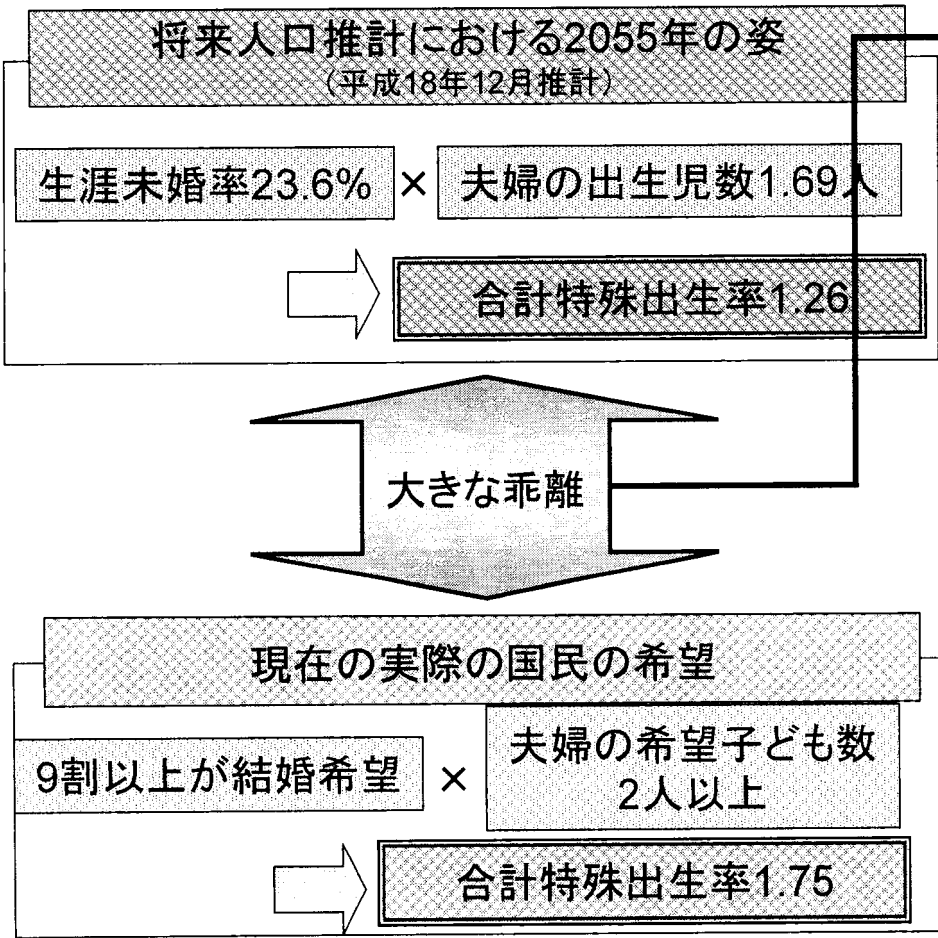 将来人口推計における2055年の姿
(平成18年12月推計)
生涯未婚率23.6% × 夫婦の出生児数1.69人
合計特殊出生率1.26
大きな乖離
現在の実際の国民の希望
9割以上が結婚希望 × 夫婦の希望子ども数
2人以上
合計特殊出生率1.75